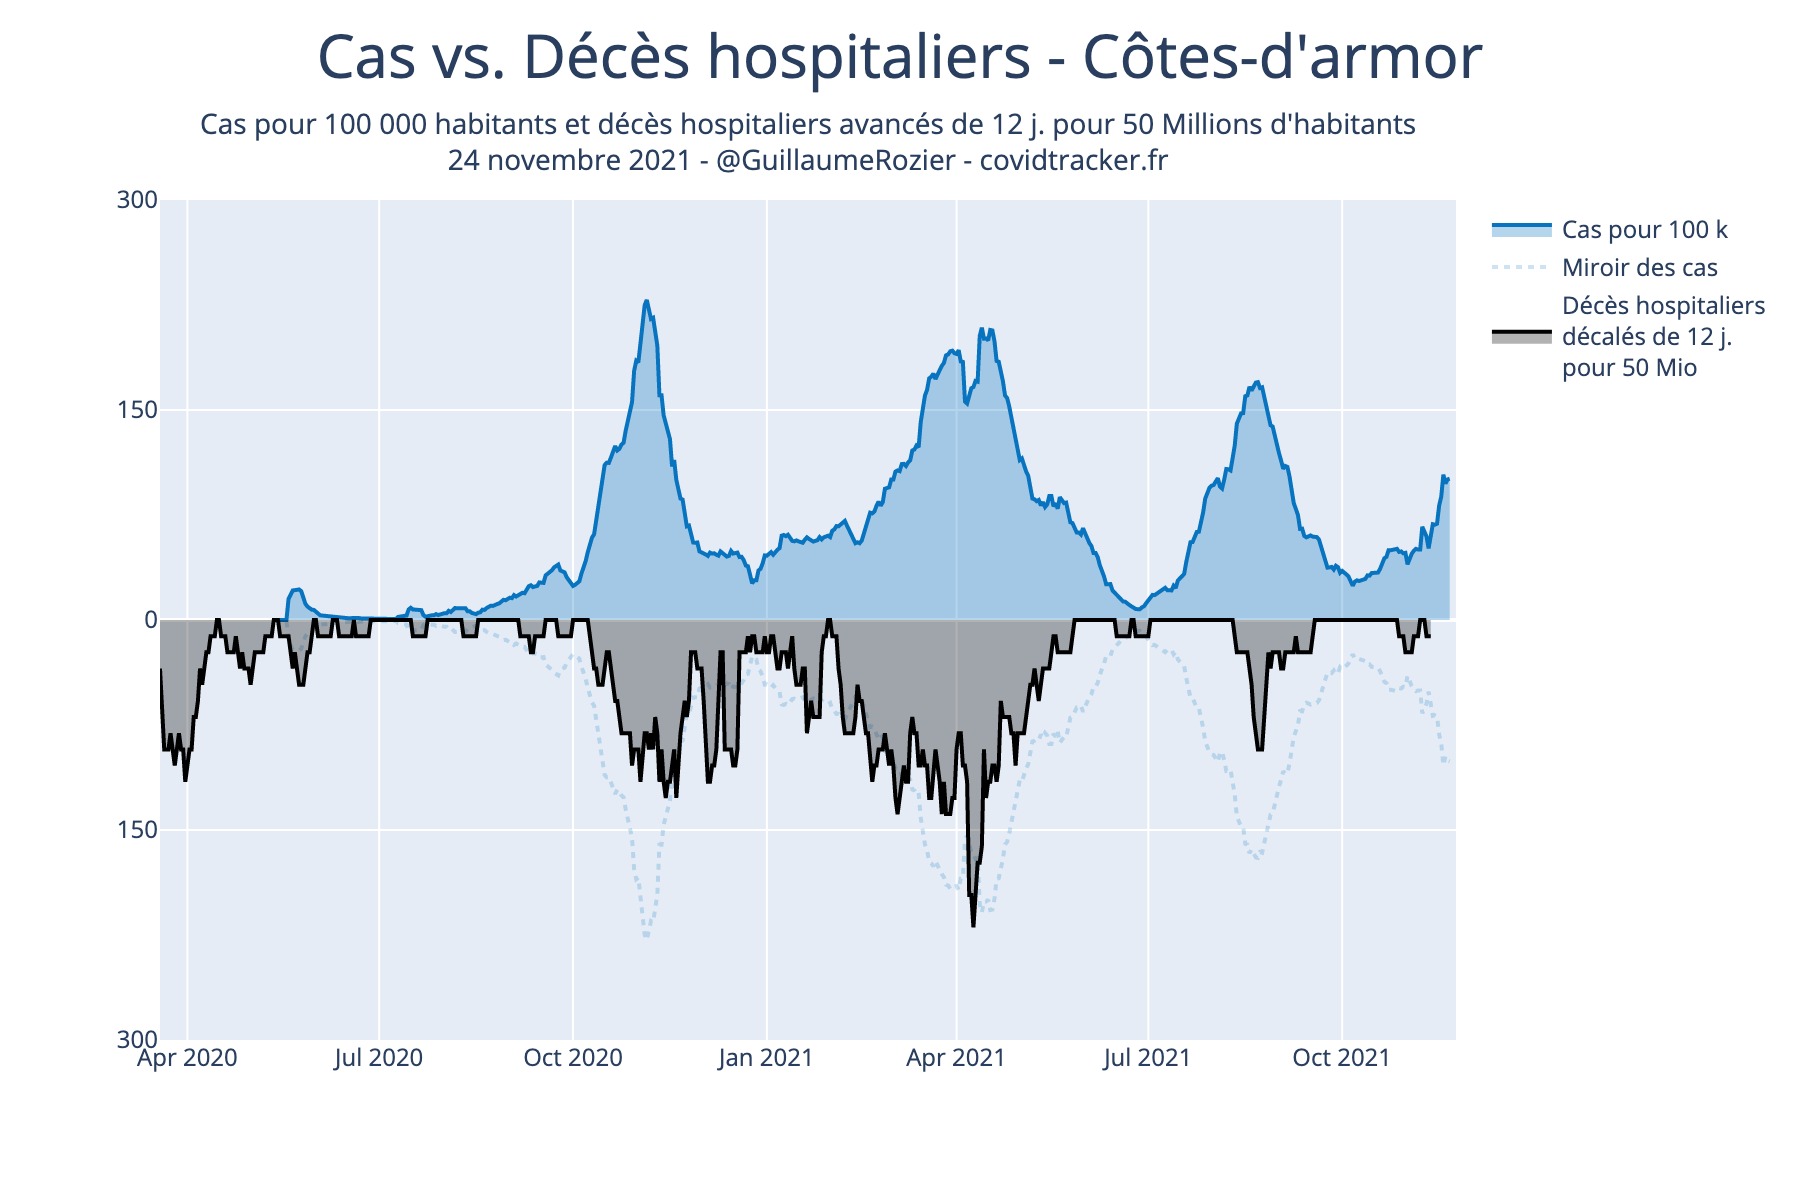 Cas vs. Décès hospitaliers - Côtes-d'armor
Cas pour 100 000 habitants et décès hospitaliers avancés de 12 j. pour 50 Millions d'habitants
24 novembre 2021 - @GuillaumeRozier - covidtracker.fr
300
150
0
150
300
Apr 2020
Jul 2020
Oct 2020
Jan 2021
Apr 2021
Jul 2021
Oct 2021
Cas pour 100 k
Miroir des cas
Décès hospitaliers
décalés de 12 j.
pour 50 Mio